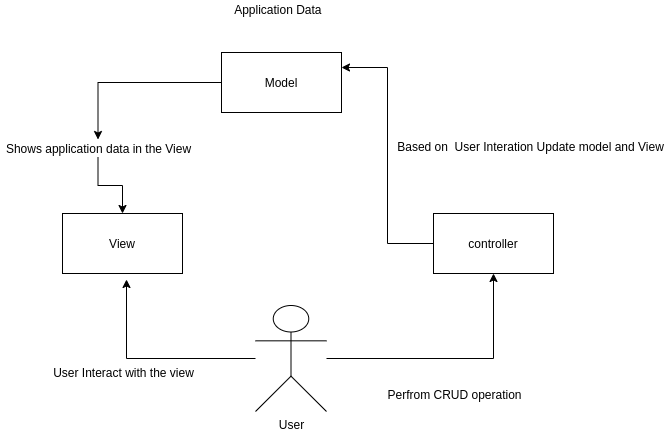 Application Data
Model
Shows application data in the View
Based on  User Interation Update model and View
View
controller
User Interact with the view
Perfrom CRUD operation
User